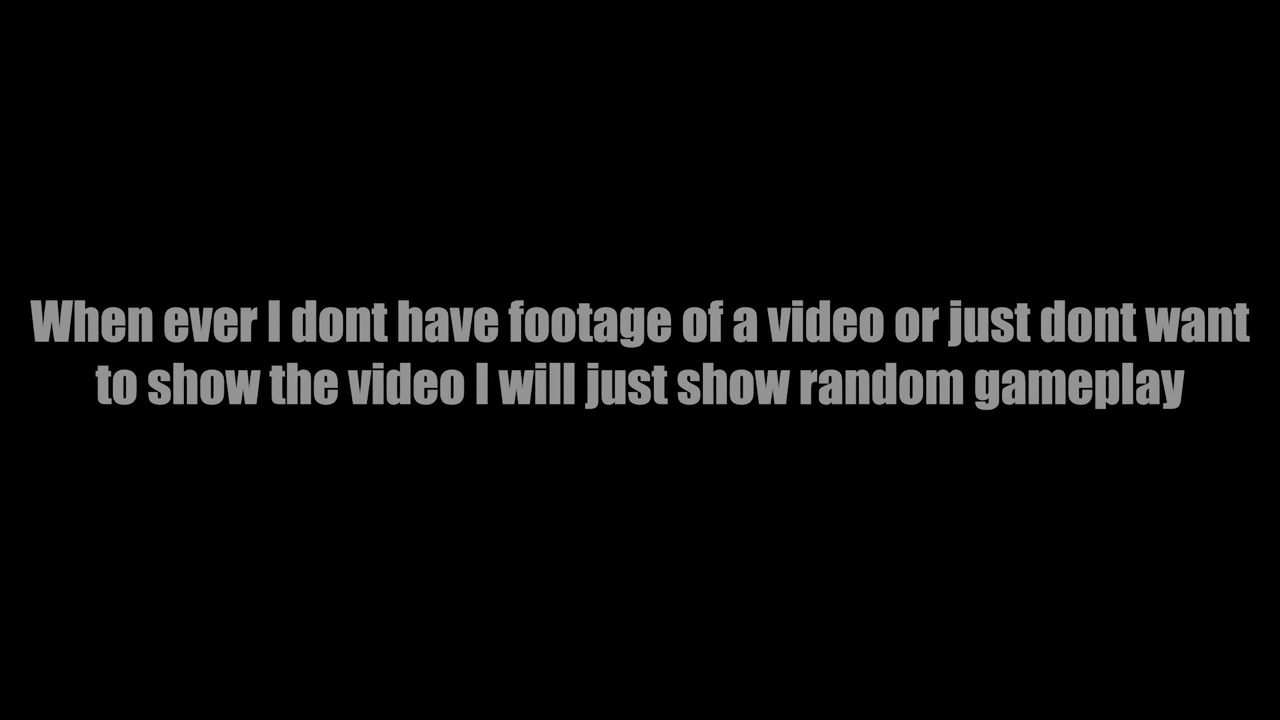 When ever I dont have footage of a video or just dont want
to show the video I will just show random gameplay